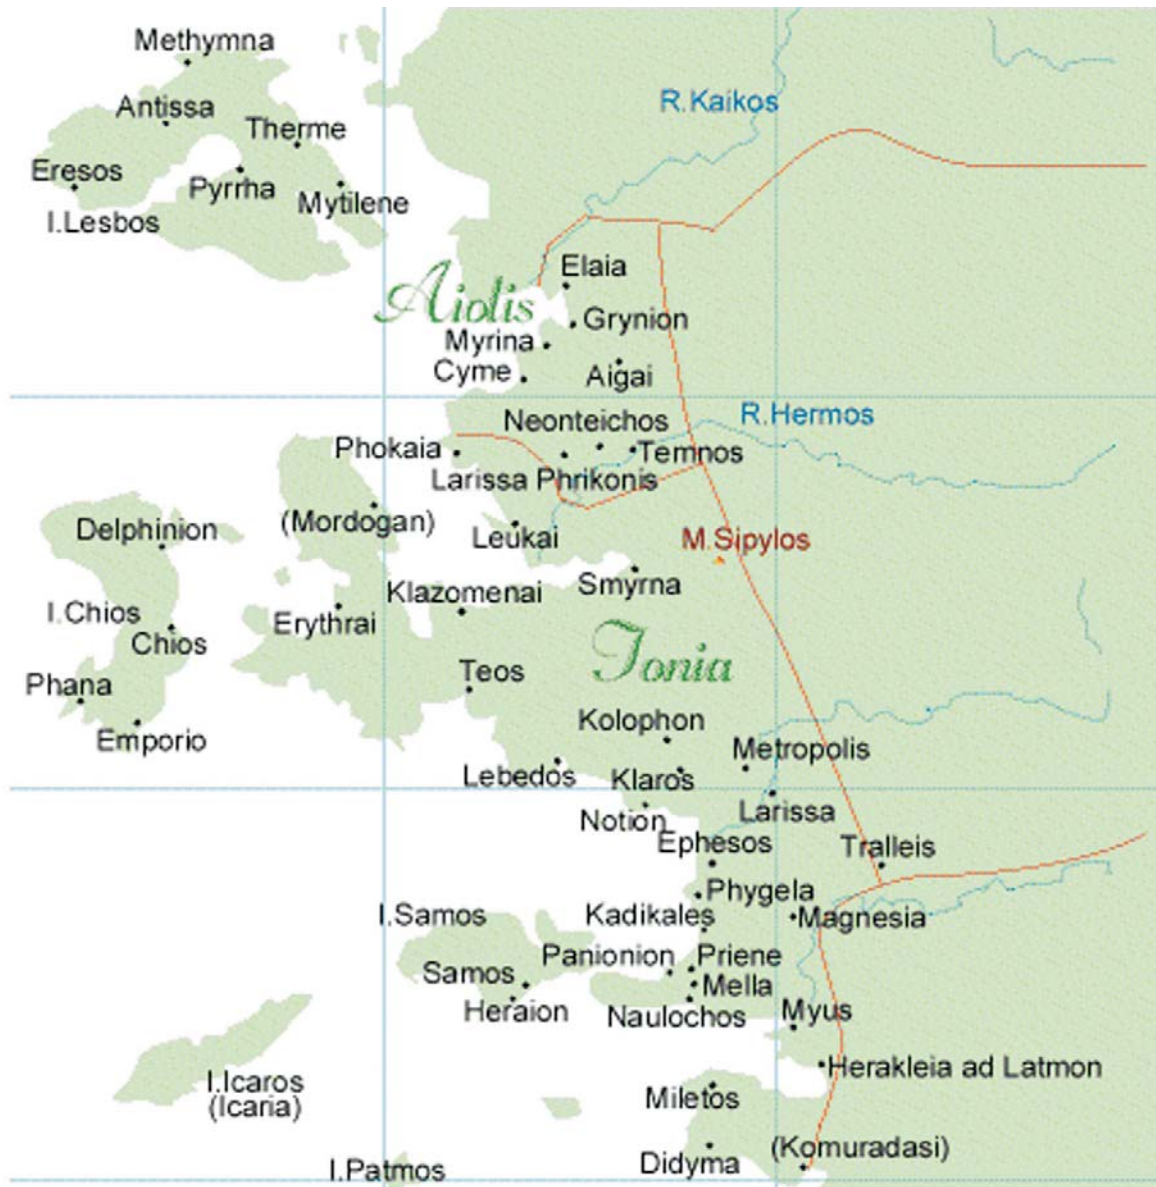 Methymna
Antissa
Therme
Eresos
Pyrrha
Mytilene
I.Lesbos
R.Kaikos
Elaia
Aiolis
Grynion
Myrina
Cyme
Aigai
Neonteichos
R.Hermos
Phokaia
Temnos
Larissa Phrikonis
(Mordogan)
Delphinion
Leukai
M.Sipylos
Smyrna
Klazomenai
I.Chios
Erythrai
Chios
Ionia
Teos
Phana
Kolophon
Emporio
Metropolis
Lebedos
Klaros
Larissa
Notion
Ephesos
Tralleis
Phygela
I.Samos
Kadikales
Magnesia
Panionion
Priene
Samos
Mella
Heraion
Naulochos
Myus
Herakleia ad Latmon
I.Icaros
(Icaria)
Miletos
(Komuradasi)
Didyma
I.Patmos